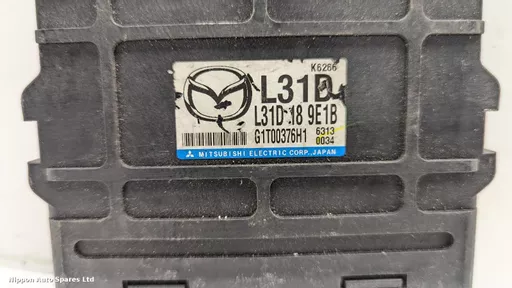 K6266
L31D
L31D 18 9E1B
G1T00376H1 6313
0034
MITSUBISHI ELECTRIC CORP. JAPAN
Nippon Auto Spares Ltd